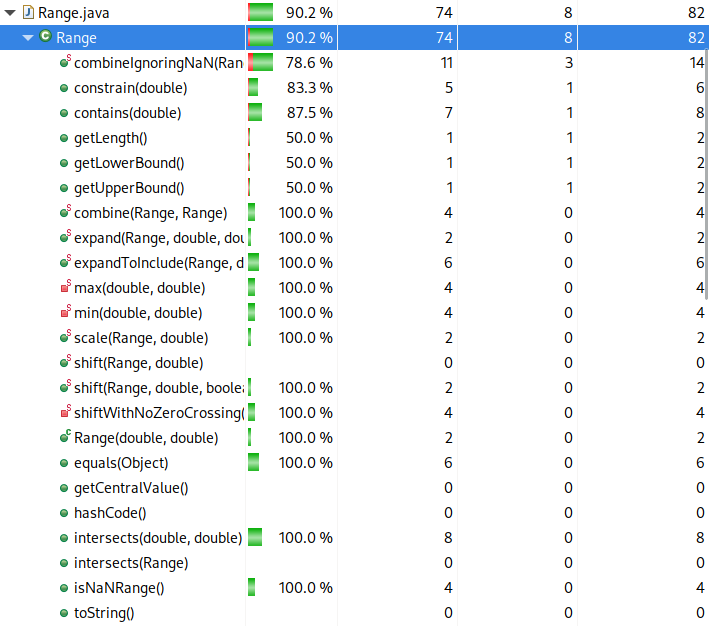 Range.java 90.2 % 74 8 82
Range 90.2 % 74 8 82
combineIgnoringNaN(Ran 78.6 % 11 3 14
constrain(double) 83.3 % 5 1 6
contains(double) 87.5 % 7 1 8
getLength() 50.0 % 1 1 2
getLowerBound() 50.0 % 1 1 2
getUpperBound() 50.0 % 1 1 2
combine(Range, Range) 100.0 % 4 0 4
expand(Range, double, dou 100.0 % 2 0 2
expandToInclude(Range, d 100.0 % 6 0 6
max(double, double) 100.0 % 4 0 4
min(double, double) 100.0 % 4 0 4
scale(Range, double) 100.0 % 2 0 2
shift(Range, double) 0 0 0
shift(Range, double, boolea 100.0 % 2 0 2
shiftWithNoZeroCrossing( 100.0 % 4 0 4
Range(double, double) 100.0 % 2 0 2
equals(Object) 100.0 % 6 0 6
getCentralValue() 0 0 0
hashCode() 0 0 0
intersects(double, double) 100.0 % 8 0 8
intersects(Range) 0 0 0
isNaNRange() 100.0 % 4 0 4
toString() 0 0 0